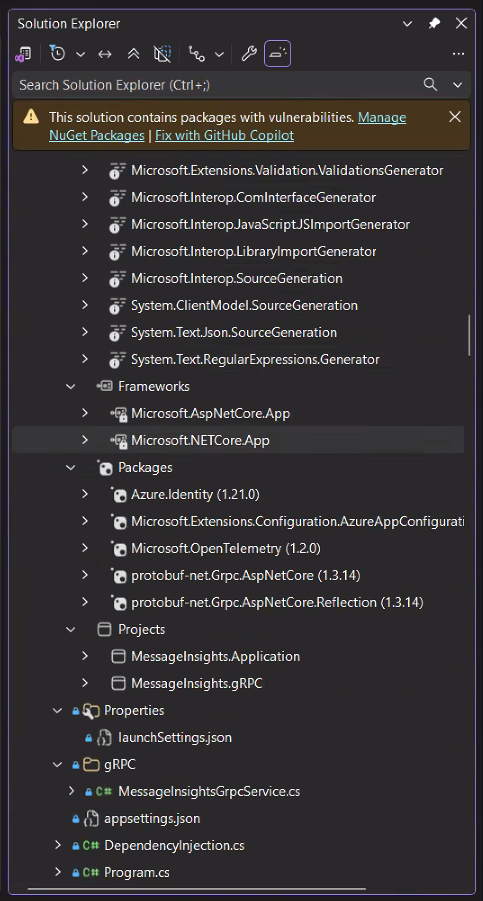 Solution Explorer
Search Solution Explorer (Ctrl+;)
This solution contains packages with vulnerabilities. Manage
NuGet Packages | Fix with GitHub Copilot
Microsoft.Extensions.Validation.ValidationsGenerator
Microsoft.Interop.ComInterfaceGenerator
Microsoft.Interop.JavaScript.JSImportGenerator
Microsoft.Interop.LibraryImportGenerator
Microsoft.Interop.SourceGeneration
System.ClientModel.SourceGeneration
System.Text.Json.SourceGeneration
System.Text.RegularExpressions.Generator
Frameworks
Microsoft.AspNetCore.App
Microsoft.NETCore.App
Packages
Azure.Identity (1.21.0)
Microsoft.Extensions.Configuration.AzureAppConfigurati
Microsoft.OpenTelemetry (1.2.0)
protobuf-net.Grpc.AspNetCore (1.3.14)
protobuf-net.Grpc.AspNetCore.Reflection (1.3.14)
Projects
MessageInsights.Application
MessageInsights.gRPC
Properties
launchSettings.json
gRPC
C# MessageInsightsGrpcService.cs
appsettings.json
C# DependencyInjection.cs
C# Program.cs